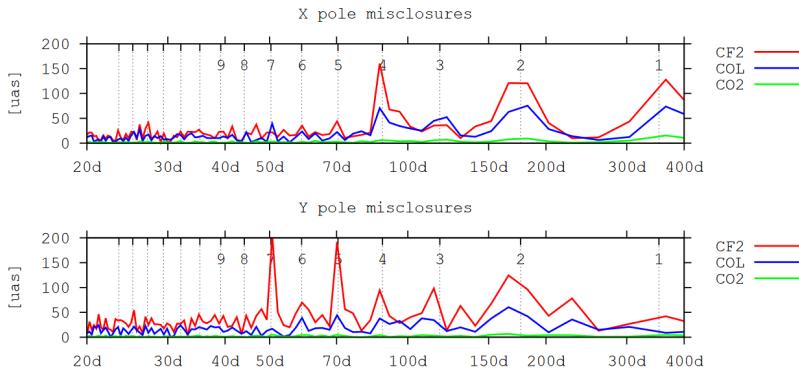 X pole misclosures
200
150
100
50
0
[uas]
9 8 7 6 5 4 3 2 1
CF2
COL
CO2
20d 30d 40d 50d 70d 100d 150d 200d 300d 400d
Y pole misclosures
200
150
100
50
0
[uas]
9 8 7 6 5 4 3 2 1
CF2
COL
CO2
20d 30d 40d 50d 70d 100d 150d 200d 300d 400d